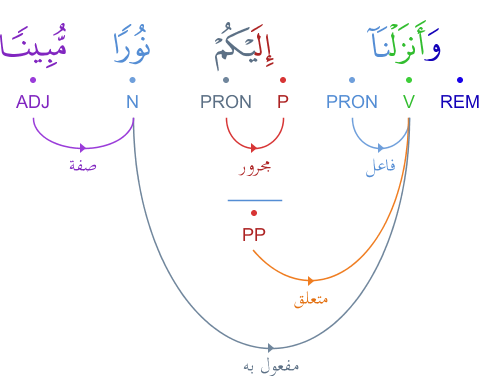 وَأَنزَلْنَآ إِلَيْكُمْ نُورًا مُّبِينًا
REM V PRON P PRON N ADJ
فاعل مجرور صفة
PP
متعلق
مفعول به